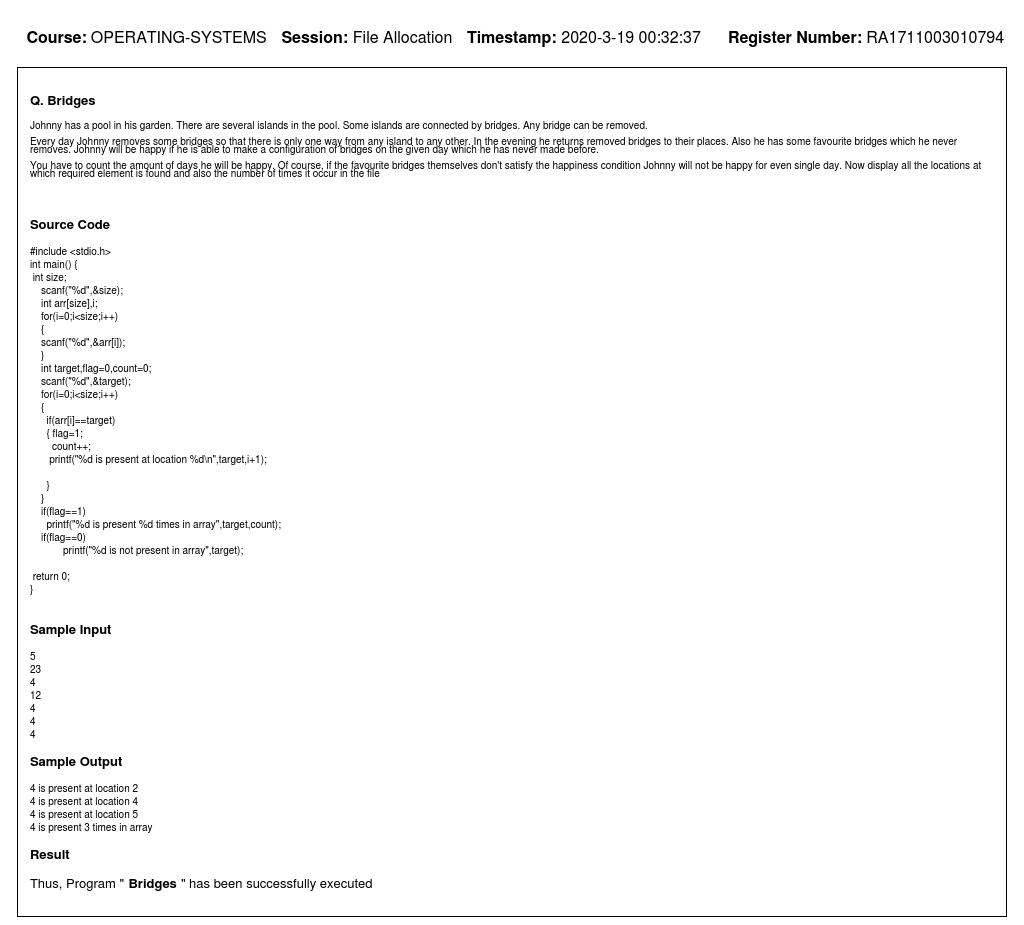 Course: OPERATING-SYSTEMS Session: File Allocation Timestamp: 2020-3-19 00:32:37 Register Number: RA1711003010794
Q. Bridges
Johnny has a pool in his garden. There are several islands in the pool. Some islands are connected by bridges. Any bridge can be removed.
Every day Johnny removes some bridges so that there is only one way from any island to any other. In the evening he returns removed bridges to their places. Also he has some favourite bridges which he never
removes. Johnny will be happy if he is able to make a configuration of bridges on the given day which he has never made before.
You have to count the amount of days he will be happy. Of course, if the favourite bridges themselves don't satisfy the happiness condition Johnny will not be happy for even single day. Now display all the locations at
which required element is found and also the number of times it occur in the file
Source Code
#include <stdio.h>
int main() {
int size;
scanf("%d",&size);
int arr[size],i;
for(i=0;i<size;i++)
{
scanf("%d",&arr[i]);
}
int target,flag=0,count=0;
scanf("%d",&target);
for(i=0;i<size;i++)
{
if(arr[i]==target)
{ flag=1;
count++;
printf("%d is present at location %d\n",target,i+1);
}
}
if(flag==1)
printf("%d is present %d times in array",target,count);
if(flag==0)
printf("%d is not present in array",target);
return 0;
}
Sample Input
5
23
4
12
4
4
4
Sample Output
4 is present at location 2
4 is present at location 4
4 is present at location 5
4 is present 3 times in array
Result
Thus, Program " Bridges " has been successfully executed